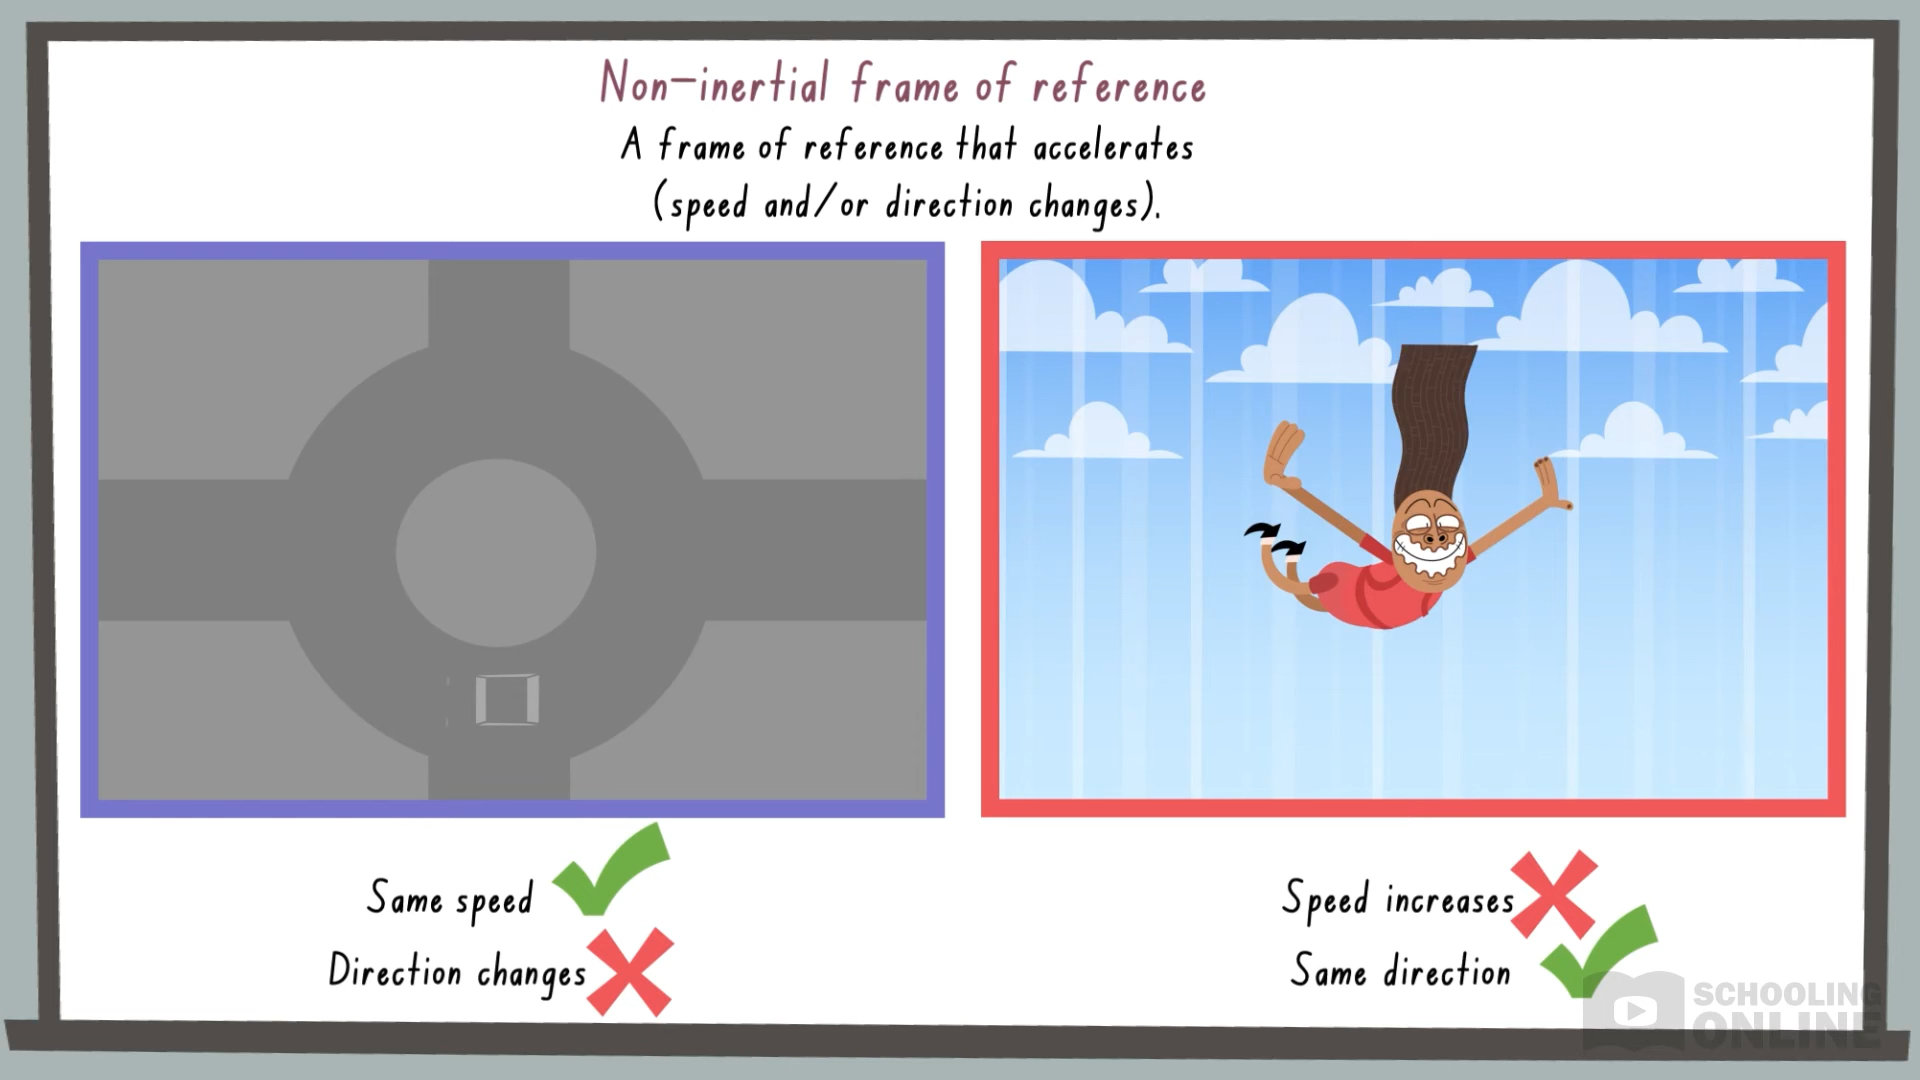 Non-inertial frame of reference
A frame of reference that accelerates
(speed and/or direction changes).
Same speed
Direction changes
Speed increases
Same direction
SCHOOLING
ONLINE